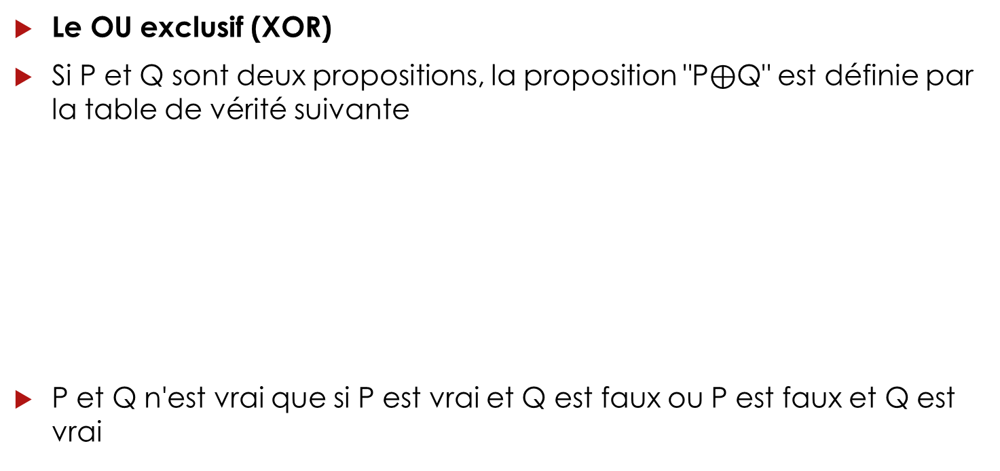 Le OU exclusif (XOR)
Si P et Q sont deux propositions, la proposition "P⊕Q" est définie par
la table de vérité suivante
P et Q n'est vrai que si P est vrai et Q est faux ou P est faux et Q est
vrai